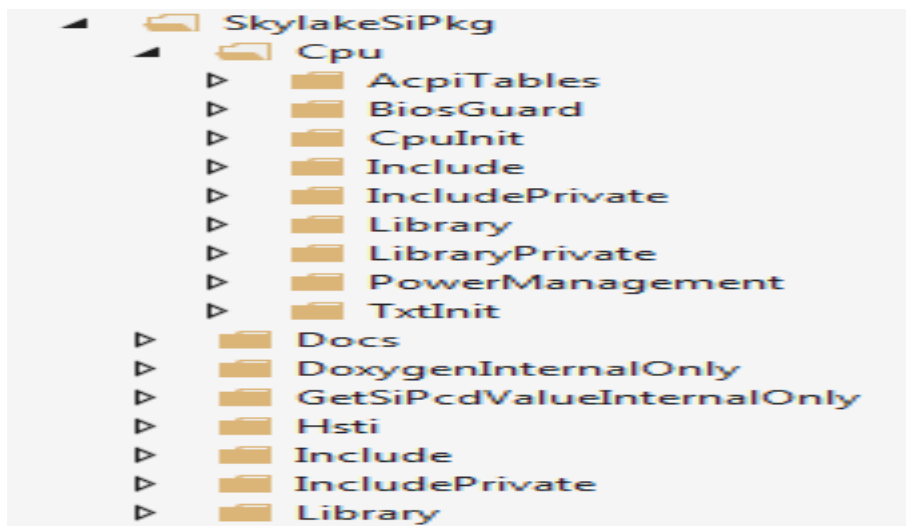 SkylakeSiPkg
Cpu
AcpiTables
BiosGuard
CpuInit
Include
IncludePrivate
Library
LibraryPrivate
PowerManagement
TxtInit
Docs
DoxygenInternalOnly
GetSiPcdValueInternalOnly
Hsti
Include
IncludePrivate
Library